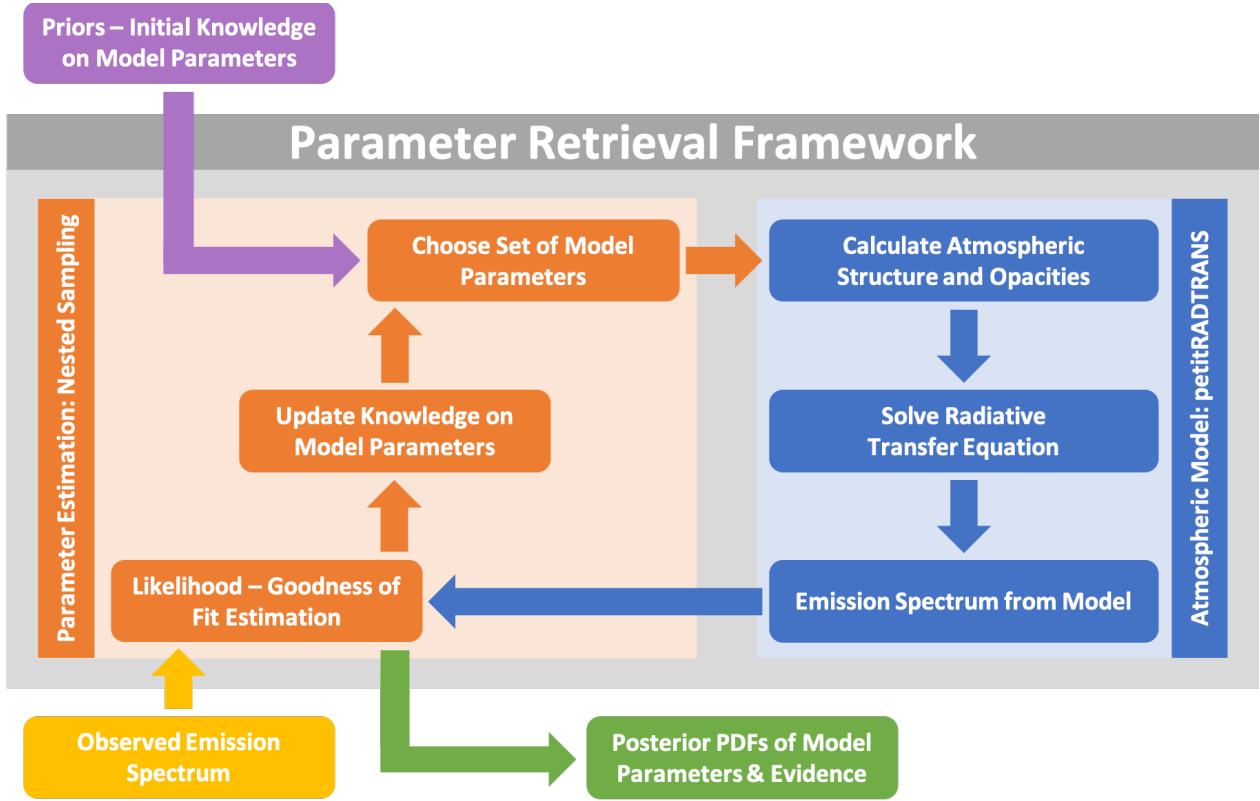 Priors – Initial Knowledge
on Model Parameters
Parameter Retrieval Framework
Parameter Estimation: Nested Sampling
Choose Set of Model
Parameters
Calculate Atmospheric
Structure and Opacities
Atmospheric Model: petitRADTRANS
Update Knowledge on
Model Parameters
Solve Radiative
Transfer Equation
Likelihood – Goodness of
Fit Estimation
Emission Spectrum from Model
Observed Emission
Spectrum
Posterior PDFs of Model
Parameters & Evidence